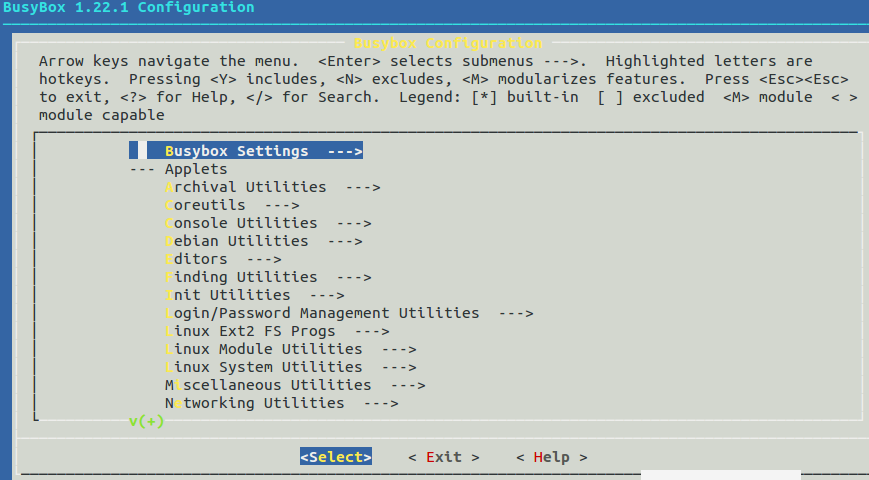 BusyBox 1.22.1 Configuration
Busybox Configuration
Arrow keys navigate the menu.  <Enter> selects submenus --->.  Highlighted letters are
hotkeys.  Pressing <Y> includes, <N> excludes, <M> modularizes features.  Press <Esc><Esc>
to exit, <?> for Help, </> for Search.  Legend: [*] built-in  [ ] excluded  <M> module  < >
module capable
Busybox Settings  --->
--- Applets
Archival Utilities  --->
Coreutils  --->
Console Utilities  --->
Debian Utilities  --->
Editors  --->
Finding Utilities  --->
Init Utilities  --->
Login/Password Management Utilities  --->
Linux Ext2 FS Progs  --->
Linux Module Utilities  --->
Linux System Utilities  --->
Miscellaneous Utilities  --->
Networking Utilities  --->
v(+)
<Select>    < Exit >    < Help >